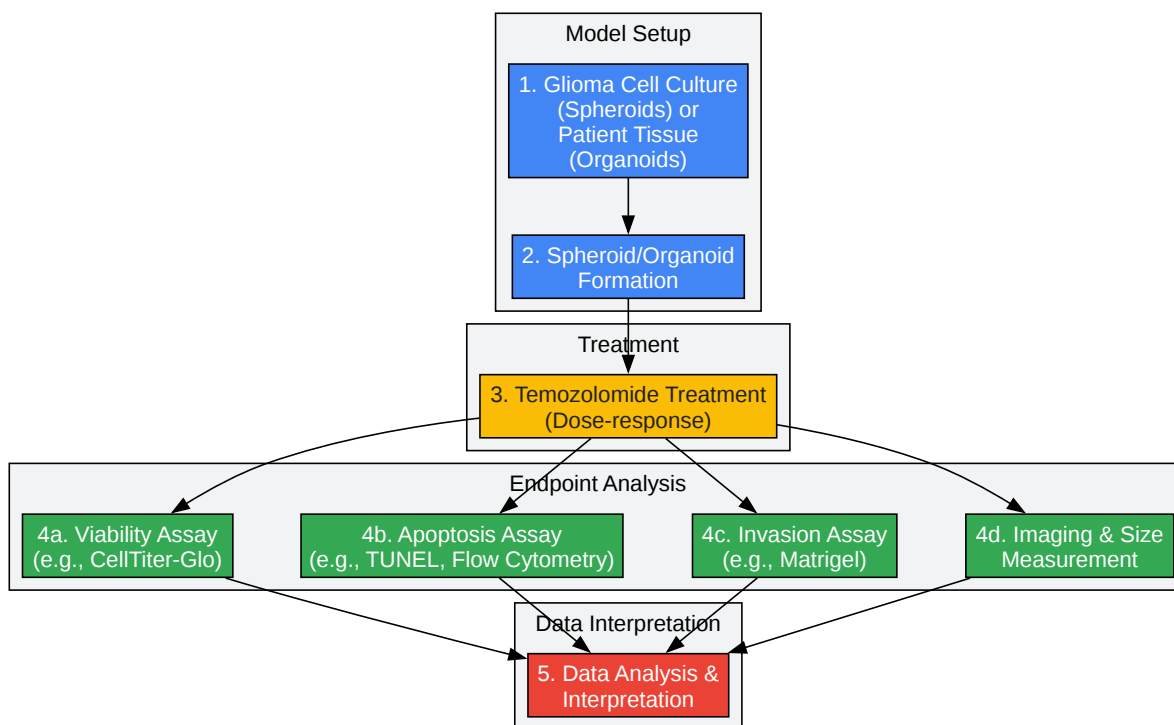 Model Setup
1. Glioma Cell Culture
(Spheroids) or
Patient Tissue
(Organoids)
2. Spheroid/Organoid
Formation
Treatment
3. Temozolomide Treatment
(Dose-response)
Endpoint Analysis
4a. Viability Assay
(e.g., CellTiter-Glo)
4b. Apoptosis Assay
(e.g., TUNEL, Flow Cytometry)
4c. Invasion Assay
(e.g., Matrigel)
4d. Imaging & Size
Measurement
Data Interpretation
5. Data Analysis &
Interpretation